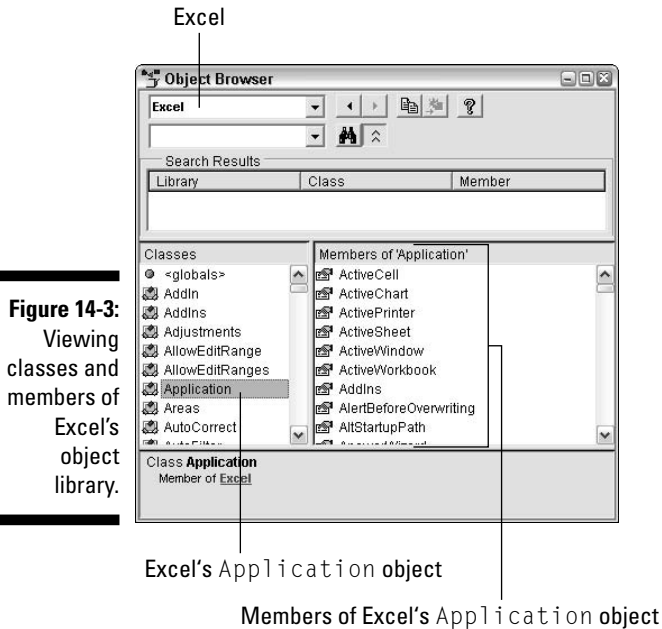 Excel
Object Browser
Excel
Search Results
Library Class Member
Classes
<globals>
AddIn
AddIns
Adjustments
AllowEditRange
AllowEditRanges
Application
Areas
AutoCorrect
AutoFilter
Members of 'Application'
ActiveCell
ActiveChart
ActivePrinter
ActiveSheet
ActiveWindow
ActiveWorkbook
AddIns
AlertBeforeOverwriting
AltStartupPath
AnswerWizard
Class Application
Member of Excel
Figure 14-3:
Viewing
classes and
members of
Excel's
object
library.
Excel's Application object
Members of Excel's Application object